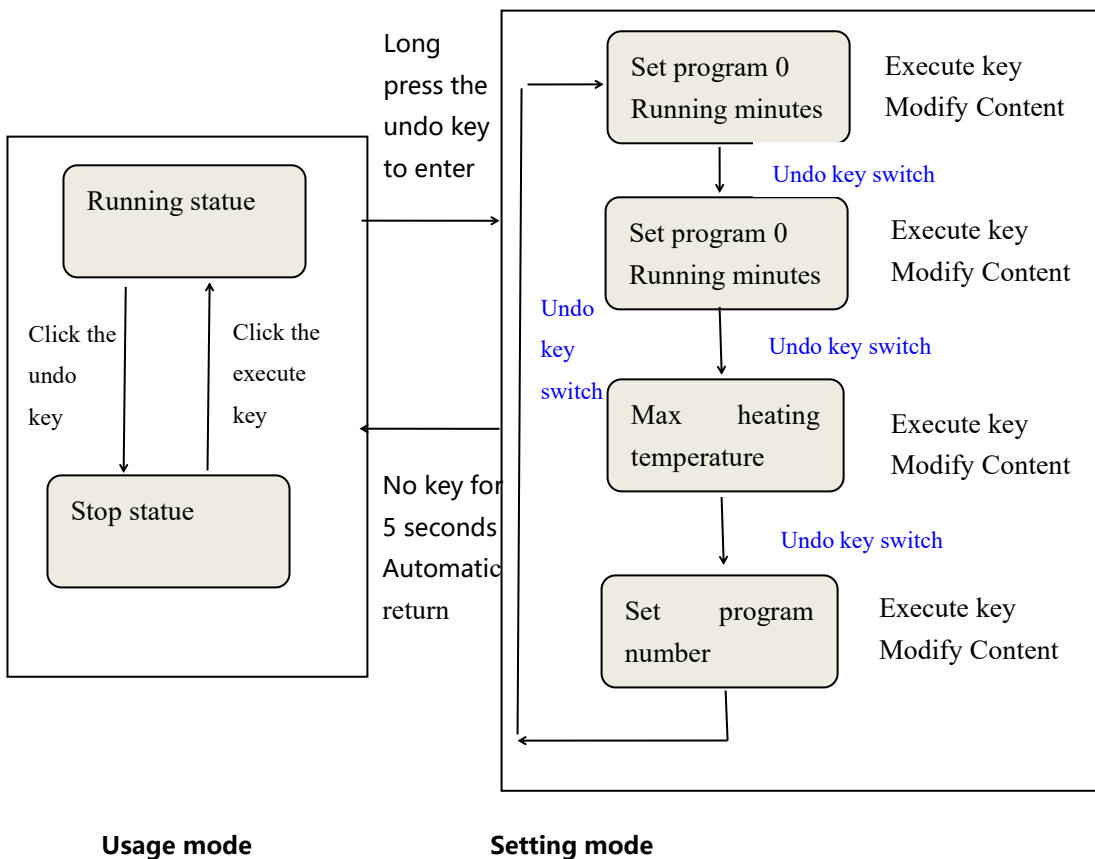 Running statue
Click the
undo
key
Click the
execute
key
Stop statue
Long
press the
undo key
to enter
No key for
5 seconds
Automatic
return
Set program 0
Running minutes
Execute key
Modify Content
Undo key switch
Set program 0
Running minutes
Execute key
Modify Content
Undo
key
switch
Undo key switch
Max heating
temperature
Execute key
Modify Content
Undo key switch
Set program
number
Execute key
Modify Content
Usage mode
Setting mode